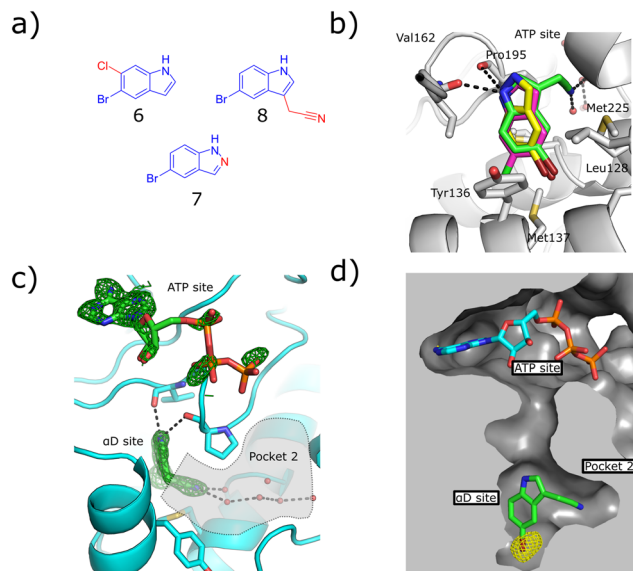 a)
H
Cl
N
Br
6
H
N
Br
N
8
H
N
N
Br
7
b)
ATP site
Val162
Pro195
Met225
Leu128
Tyr136
Met137
c)
ATP site
αD site
Pocket 2
d)
ATP site
Pocket 2
αD site